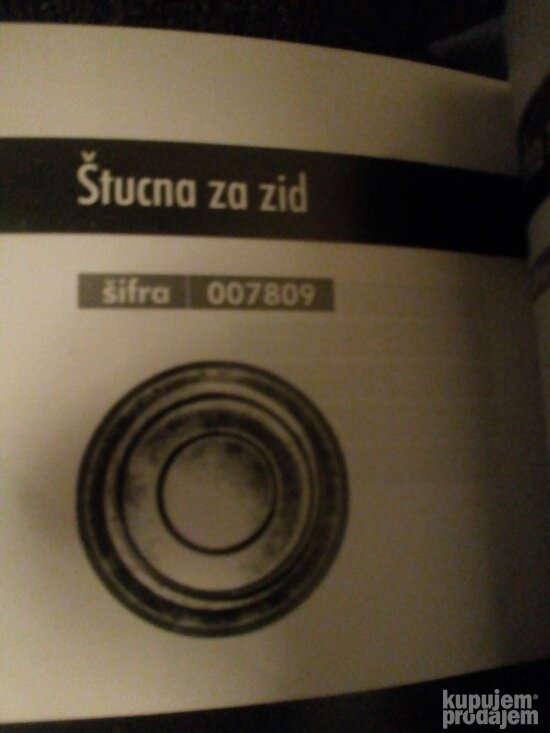 Štucna za zid
šifra 007809
kupujem
prodajem